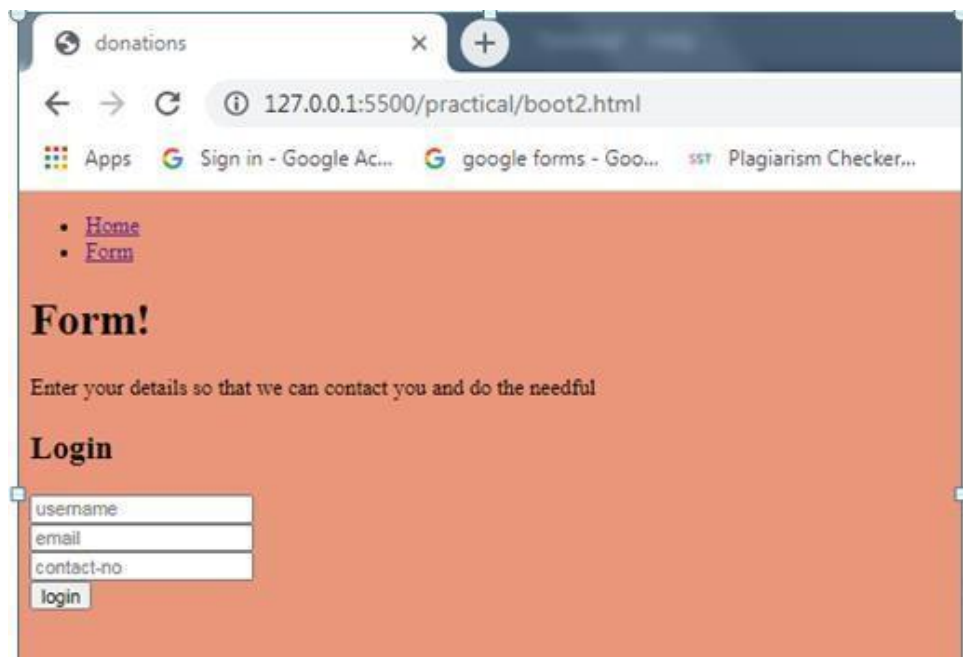 donations
127.0.0.1:5500/practical/boot2.html
Apps Sign in - Google Ac... google forms - Goo... SST Plagiarism Checker...
Home
Form
Form!
Enter your details so that we can contact you and do the needful
Login
username
email
contact-no
login